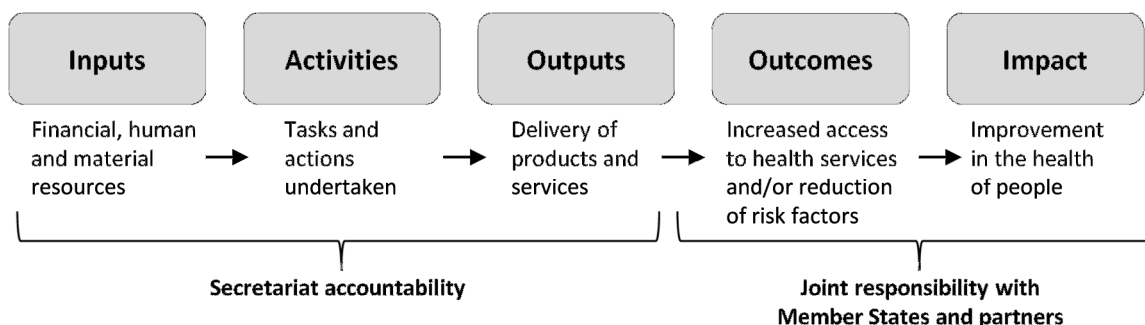 Inputs
Activities
Outputs
Outcomes
Impact
Financial, human
and material
resources
Tasks and
actions
undertaken
Delivery of
products and
services
Increased access
to health services
and/or reduction
of risk factors
Improvement
in the health
of people
Secretariat accountability
Joint responsibility with
Member States and partners